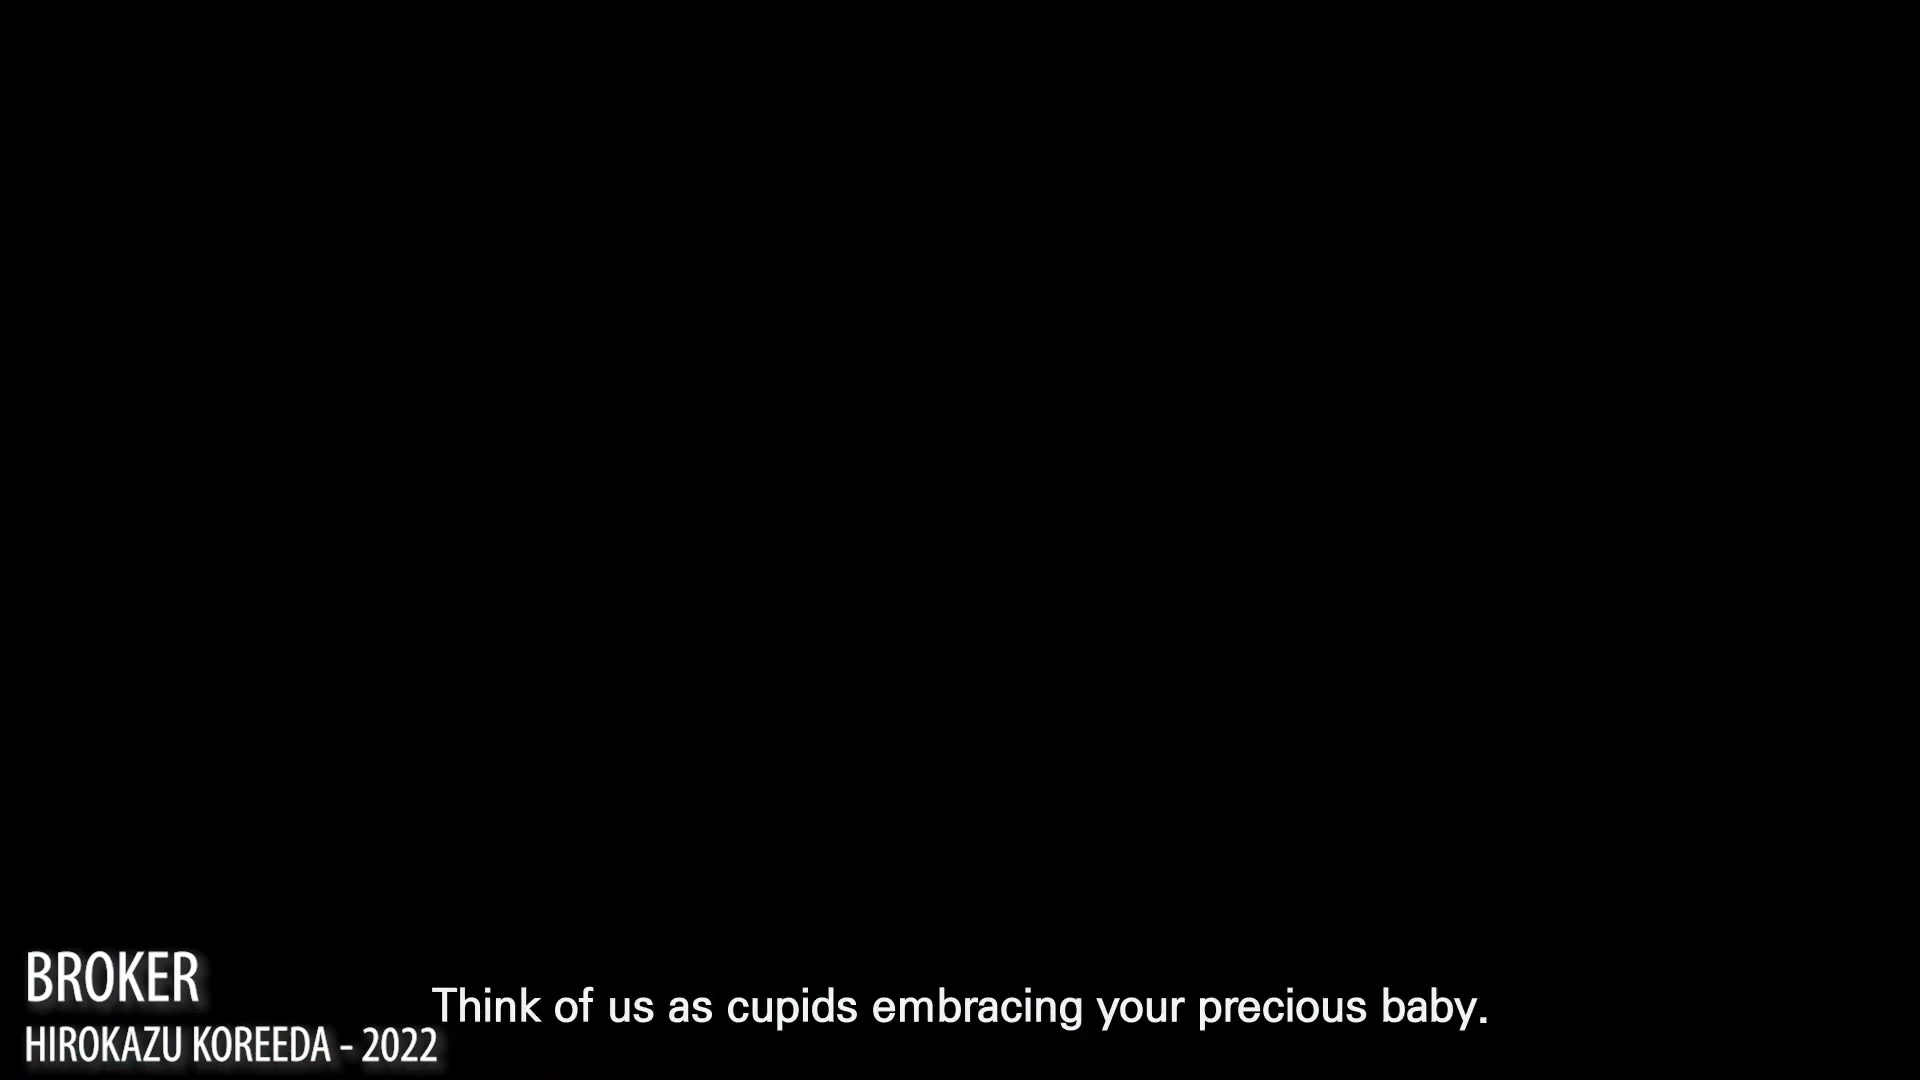 BROKER
HIROKAZU KOREEDA - 2022
Think of us as cupids embracing your precious baby.